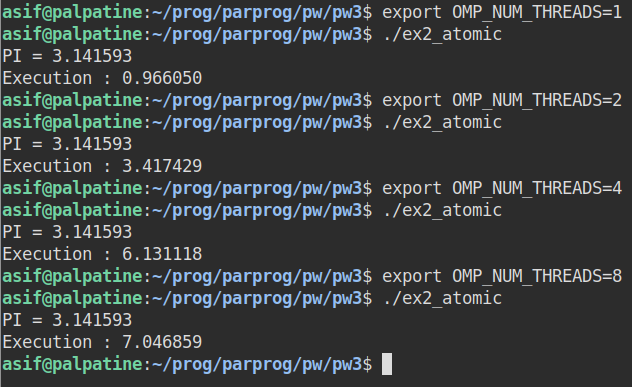 asif@palpatine:~/prog/parprog/pw/pw3$ export OMP_NUM_THREADS=1
asif@palpatine:~/prog/parprog/pw/pw3$ ./ex2_atomic
PI = 3.141593
Execution : 0.966050
asif@palpatine:~/prog/parprog/pw/pw3$ export OMP_NUM_THREADS=2
asif@palpatine:~/prog/parprog/pw/pw3$ ./ex2_atomic
PI = 3.141593
Execution : 3.417429
asif@palpatine:~/prog/parprog/pw/pw3$ export OMP_NUM_THREADS=4
asif@palpatine:~/prog/parprog/pw/pw3$ ./ex2_atomic
PI = 3.141593
Execution : 6.131118
asif@palpatine:~/prog/parprog/pw/pw3$ export OMP_NUM_THREADS=8
asif@palpatine:~/prog/parprog/pw/pw3$ ./ex2_atomic
PI = 3.141593
Execution : 7.046859
asif@palpatine:~/prog/parprog/pw/pw3$